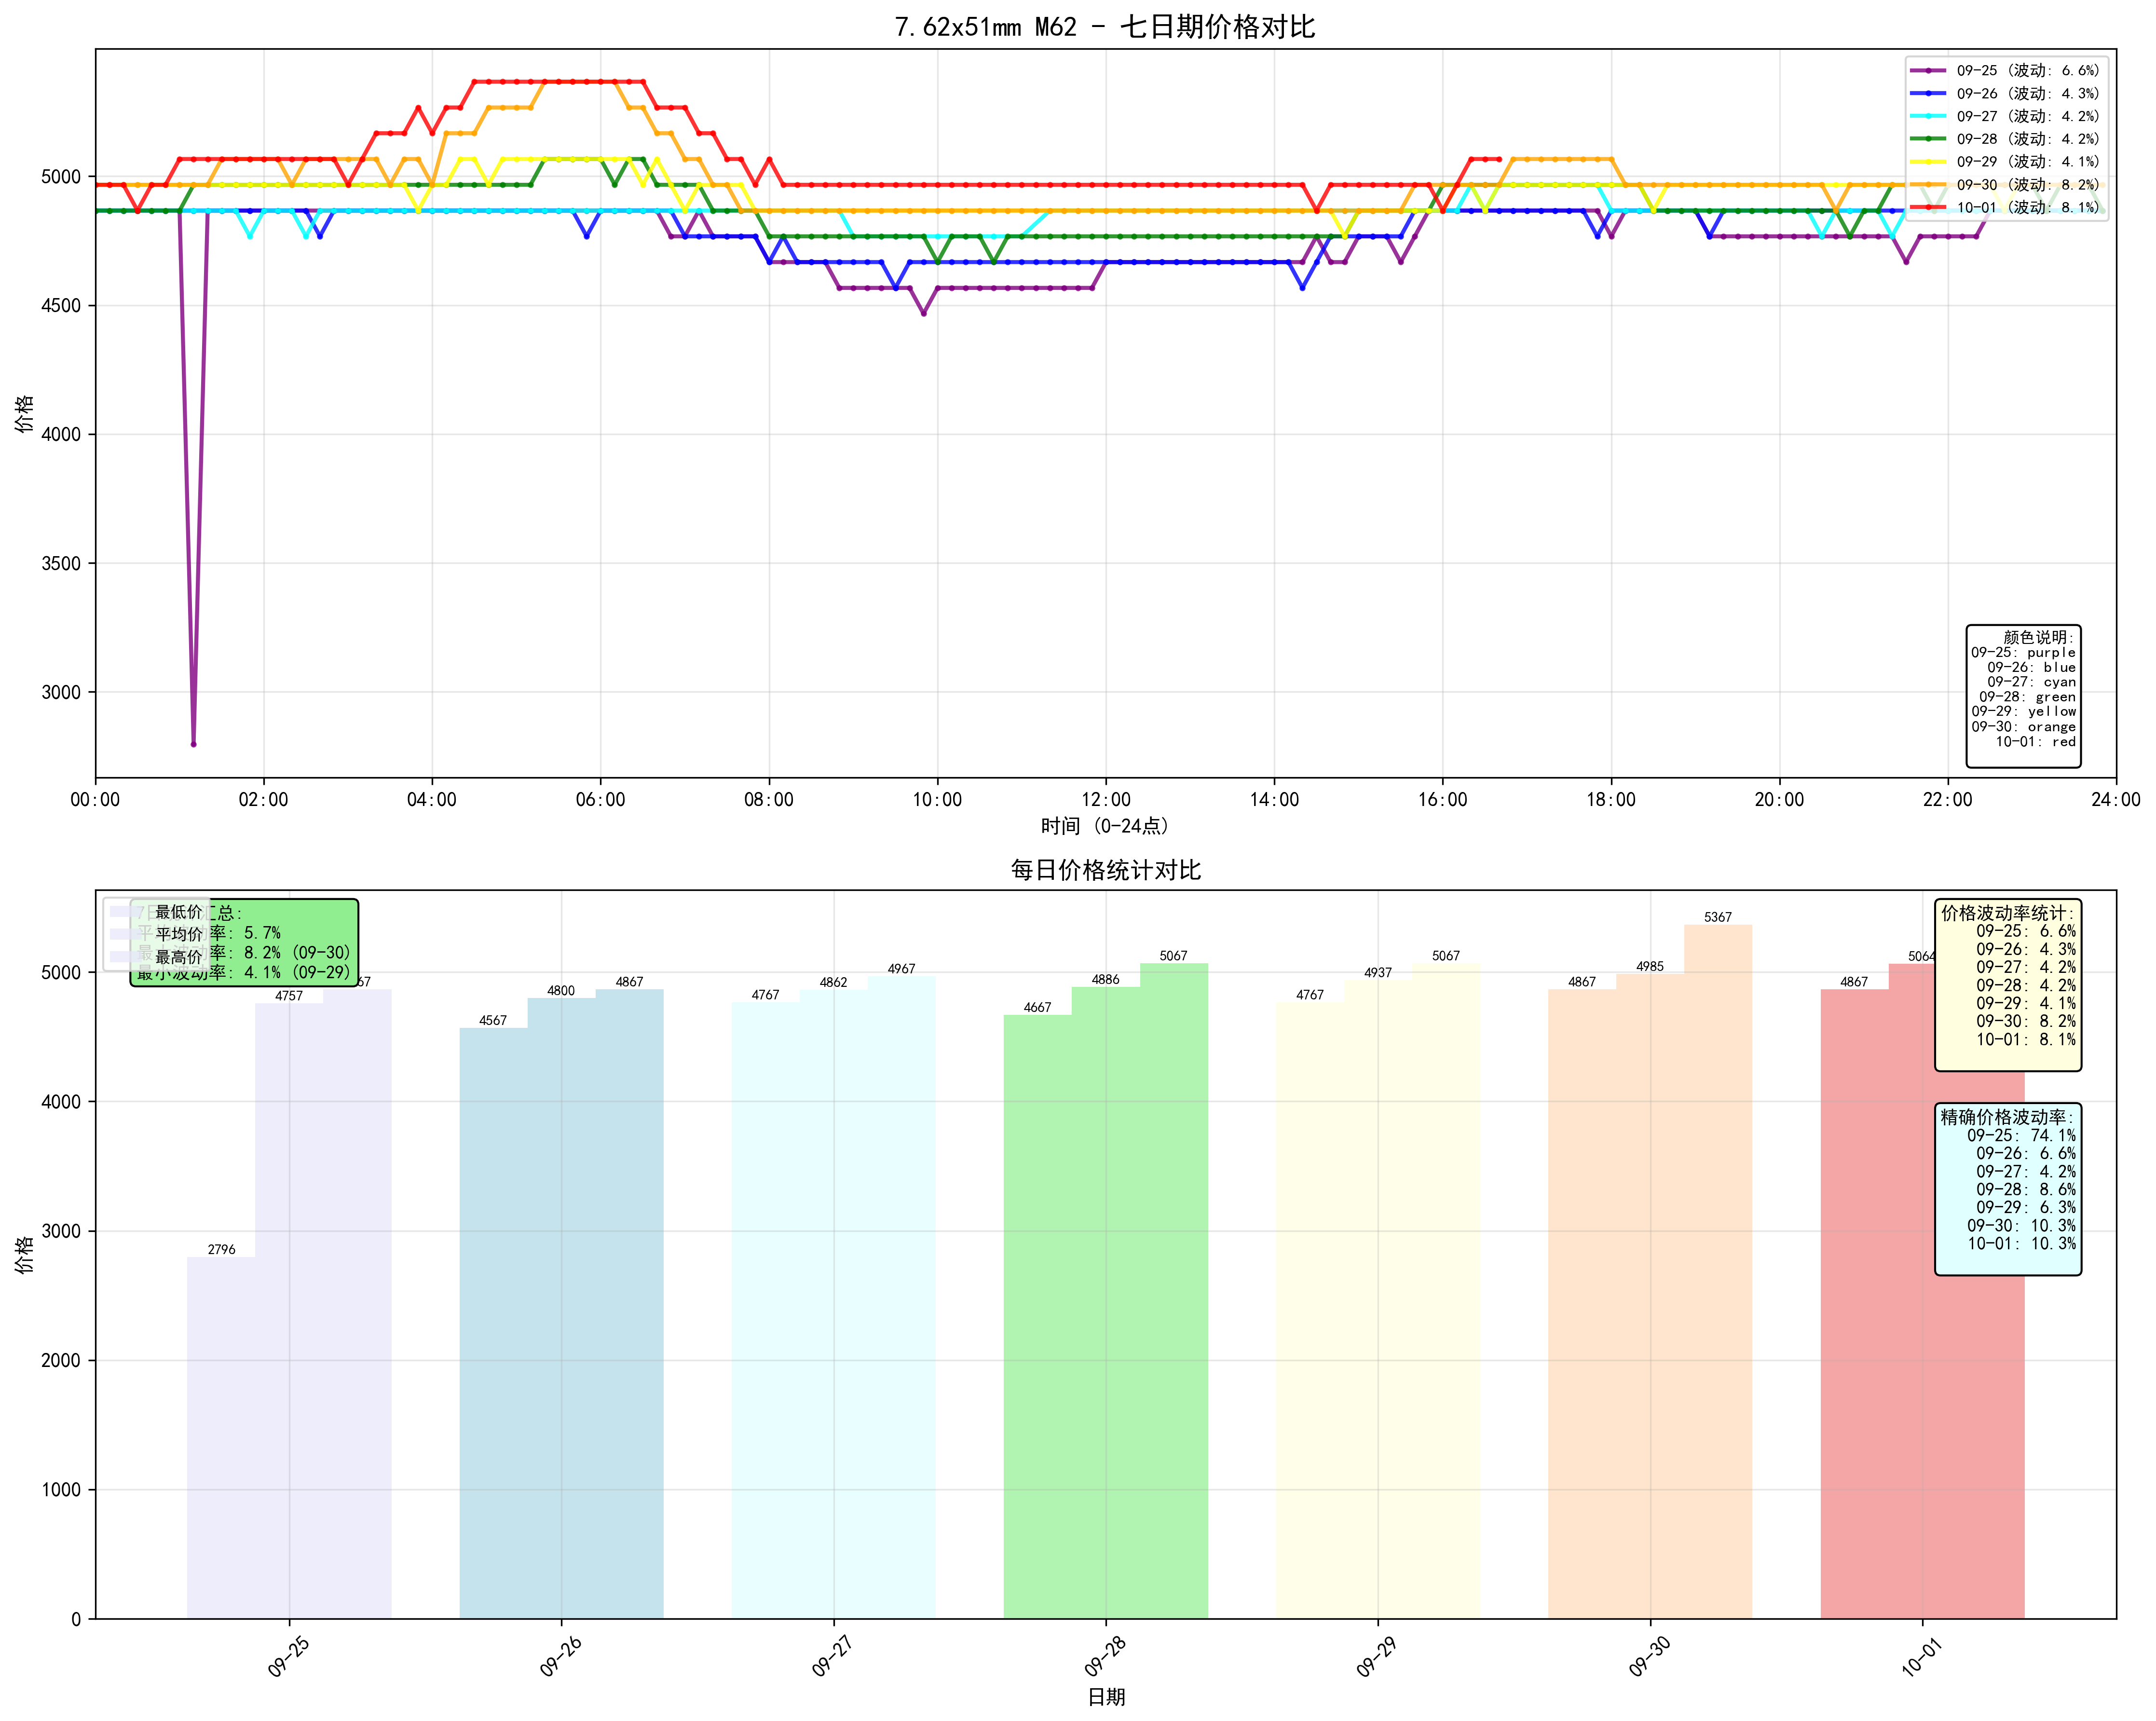 7.62x51mm M62 - 七日期价格对比
09-25 (波动: 6.6%)
09-26 (波动: 4.3%)
09-27 (波动: 4.2%)
09-28 (波动: 4.2%)
09-29 (波动: 4.1%)
09-30 (波动: 8.2%)
10-01 (波动: 8.1%)
价格
5000
4500
4000
3500
3000
颜色说明:
09-25: purple
09-26: blue
09-27: cyan
09-28: green
09-29: yellow
09-30: orange
10-01: red
00:00 02:00 04:00 06:00 08:00 10:00 12:00 14:00 16:00 18:00 20:00 22:00 24:00
时间 (0-24点)
每日价格统计对比
最低价
平均价
最高价
汇总:
率: 5.7%
率: 8.2% (09-30)
最小波动率: 4.1% (09-29)
价格波动率统计:
09-25: 6.6%
09-26: 4.3%
09-27: 4.2%
09-28: 4.2%
09-29: 4.1%
09-30: 8.2%
10-01: 8.1%
精确价格波动率:
09-25: 74.1%
09-26: 6.6%
09-27: 4.2%
09-28: 8.6%
09-29: 6.3%
09-30: 10.3%
10-01: 10.3%
2796 4757
4567 4800 4867
4767 4862 4967
4667 4886 5067
4767 4937 5067
4867 4985 5367
4867 5064
价格
5000
4000
3000
2000
1000
0
09-25 09-26 09-27 09-28 09-29 09-30 10-01
日期